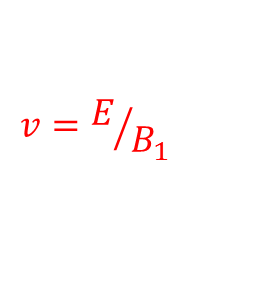 v = E/B₁